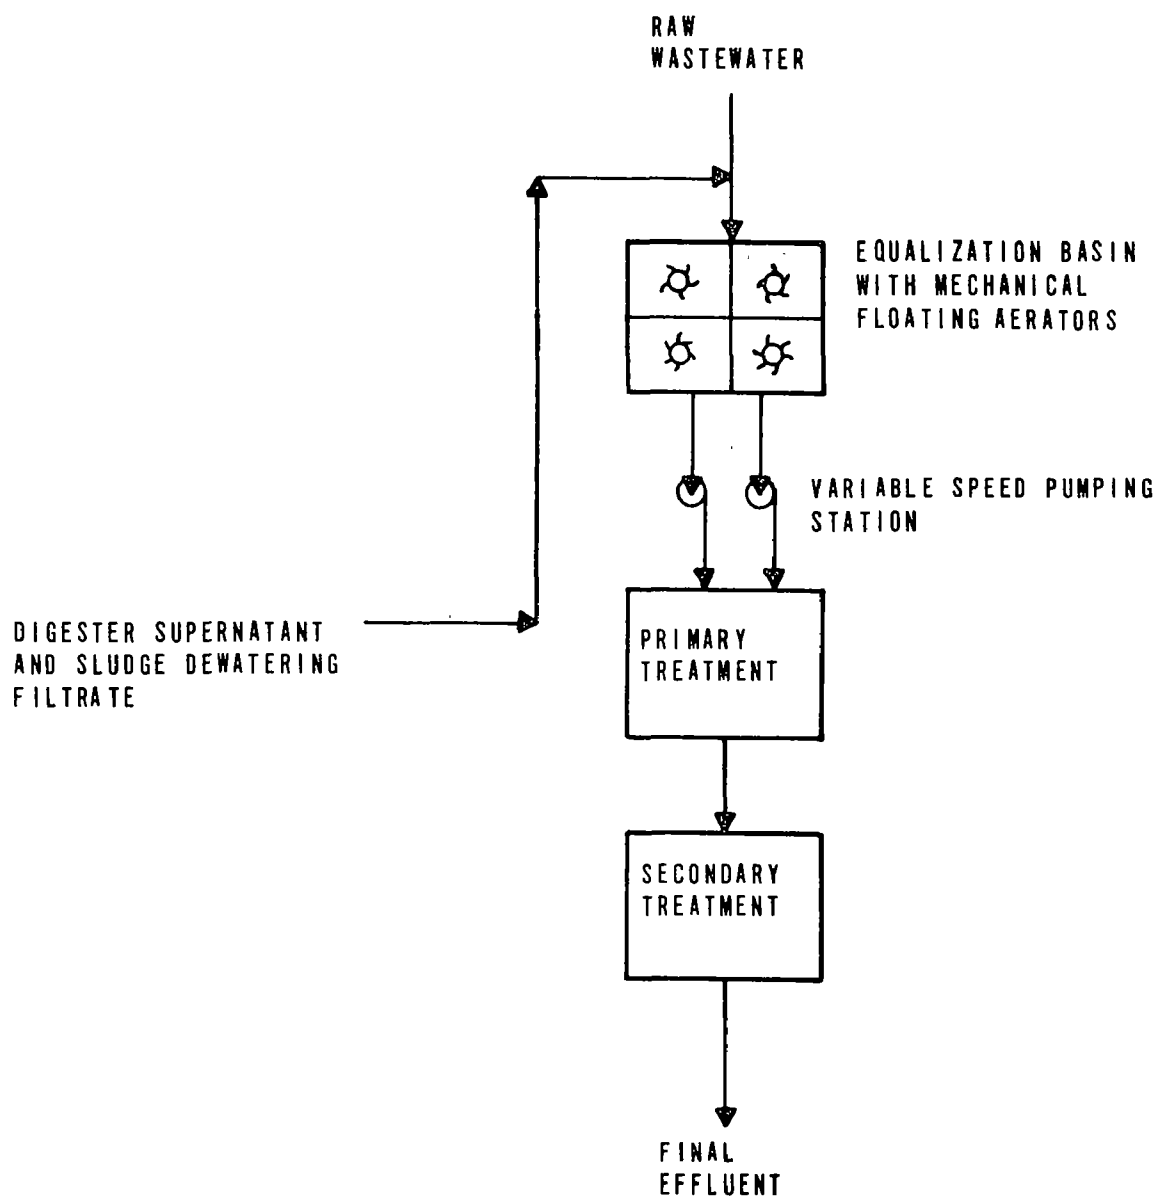 RAW
WASTEWATER
EQUALIZATION BASIN
WITH MECHANICAL
FLOATING AERATORS
VARIABLE SPEED PUMPING
STATION
DIGESTER SUPERNATANT
AND SLUDGE DEWATERING
FILTRATE
PRIMARY
TREATMENT
SECONDARY
TREATMENT
FINAL
EFFLUENT